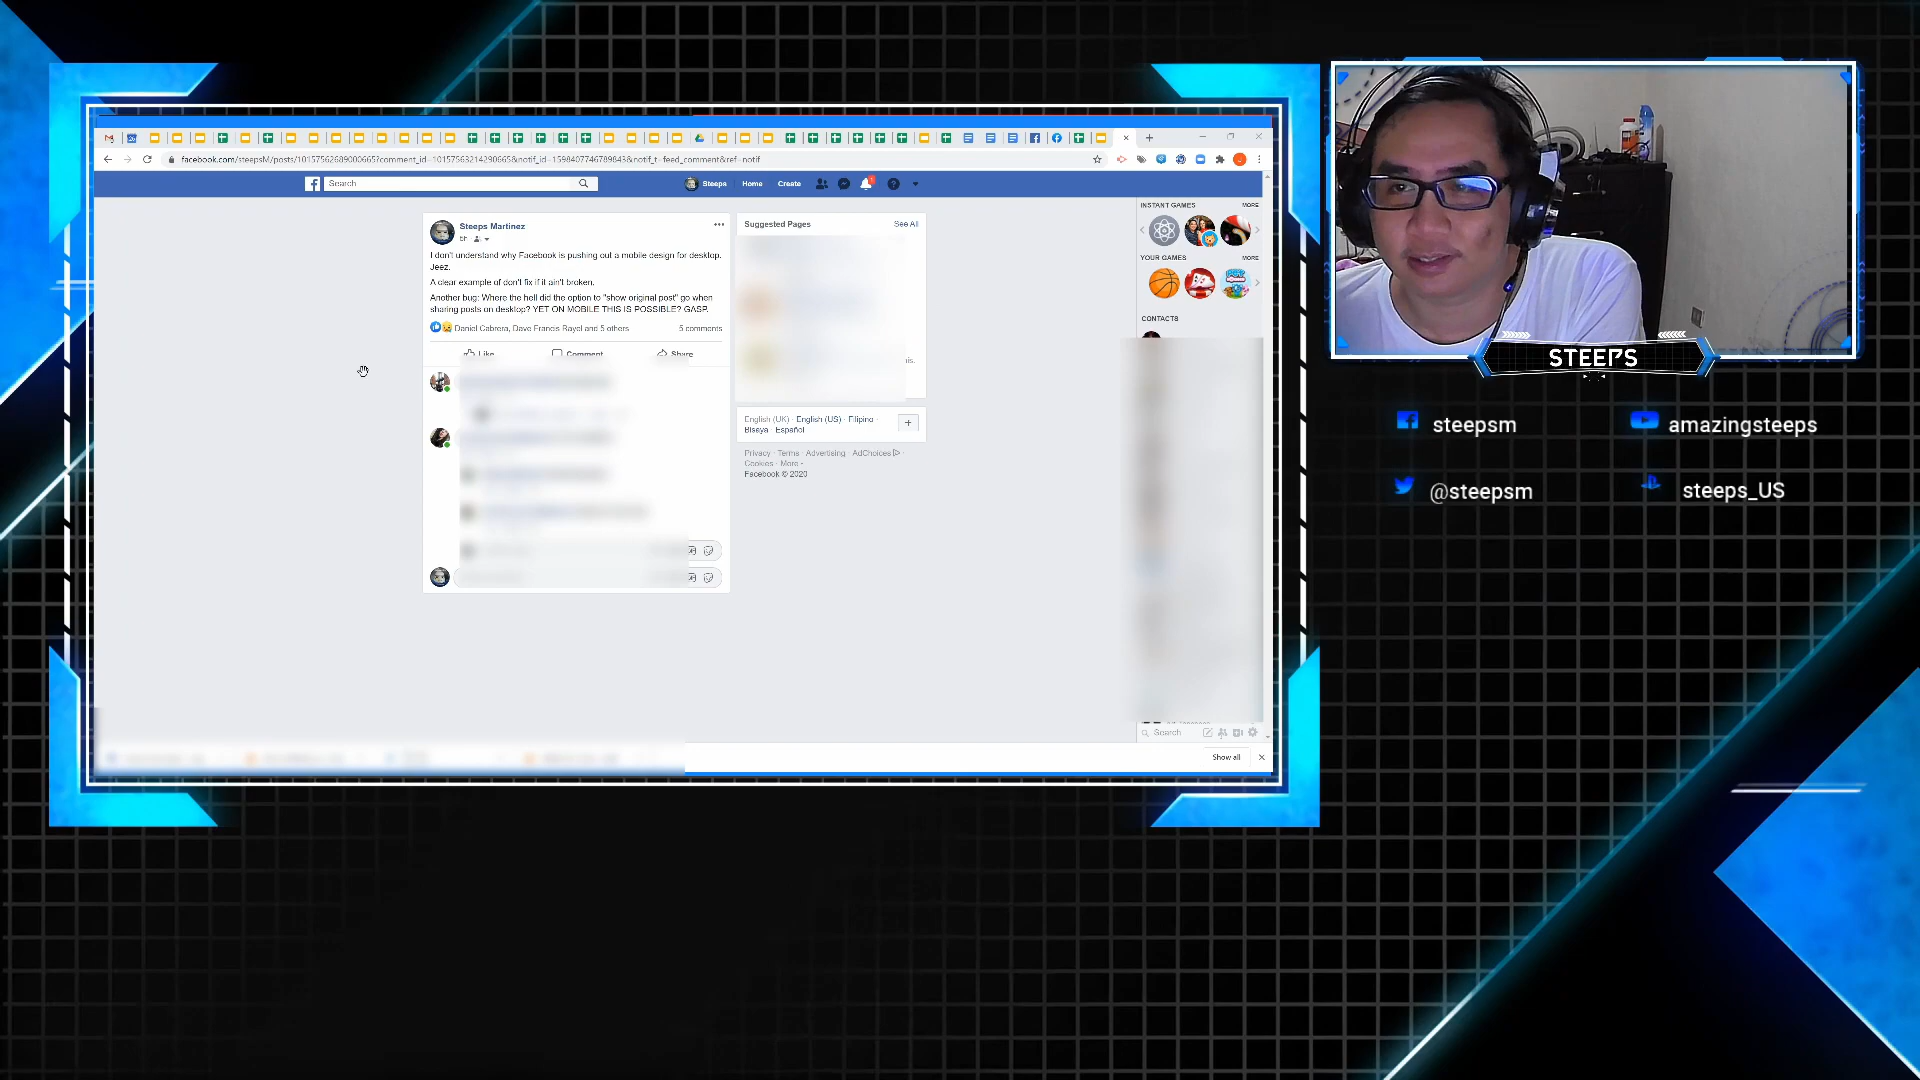 facebook.com/steepsM/posts/10157562689000665?comment_id=10157563214290665&notif_id=1598407746789843&notif_t=feed_comment&ref=notif
Search
Steeps
Home
Create
1
Steeps Martinez
5h
I don't understand why Facebook is pushing out a mobile design for desktop.
Jeez.
A clear example of don't fix if it ain't broken.
Another bug: Where the hell did the option to "show original post" go when
sharing posts on desktop? YET ON MOBILE THIS IS POSSIBLE? GASP.
Daniel Cabrera, Dave Francis Rayel and 5 others
5 comments
Like
Comment
Share
Suggested Pages
See All
English (UK) · English (US) · Filipino ·
Bisaya · Español
Privacy · Terms · Advertising · AdChoices ·
Cookies · More ·
Facebook © 2020
INSTANT GAMES
MORE
YOUR GAMES
MORE
CONTACTS
Search
Show all
STEEPS
steepsm
amazingsteeps
@steepsm
steeps_US